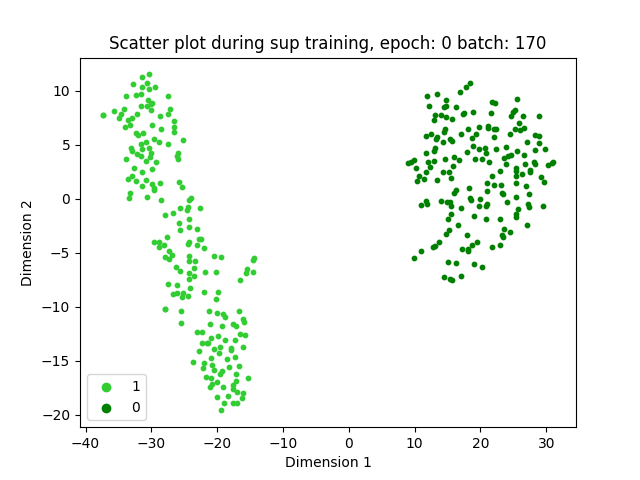 Scatter plot during sup training, epoch: 0 batch: 170
10
5
0
−5
−10
−15
−20
Dimension 2
1
0
−40 −30 −20 −10 0 10 20 30
Dimension 1